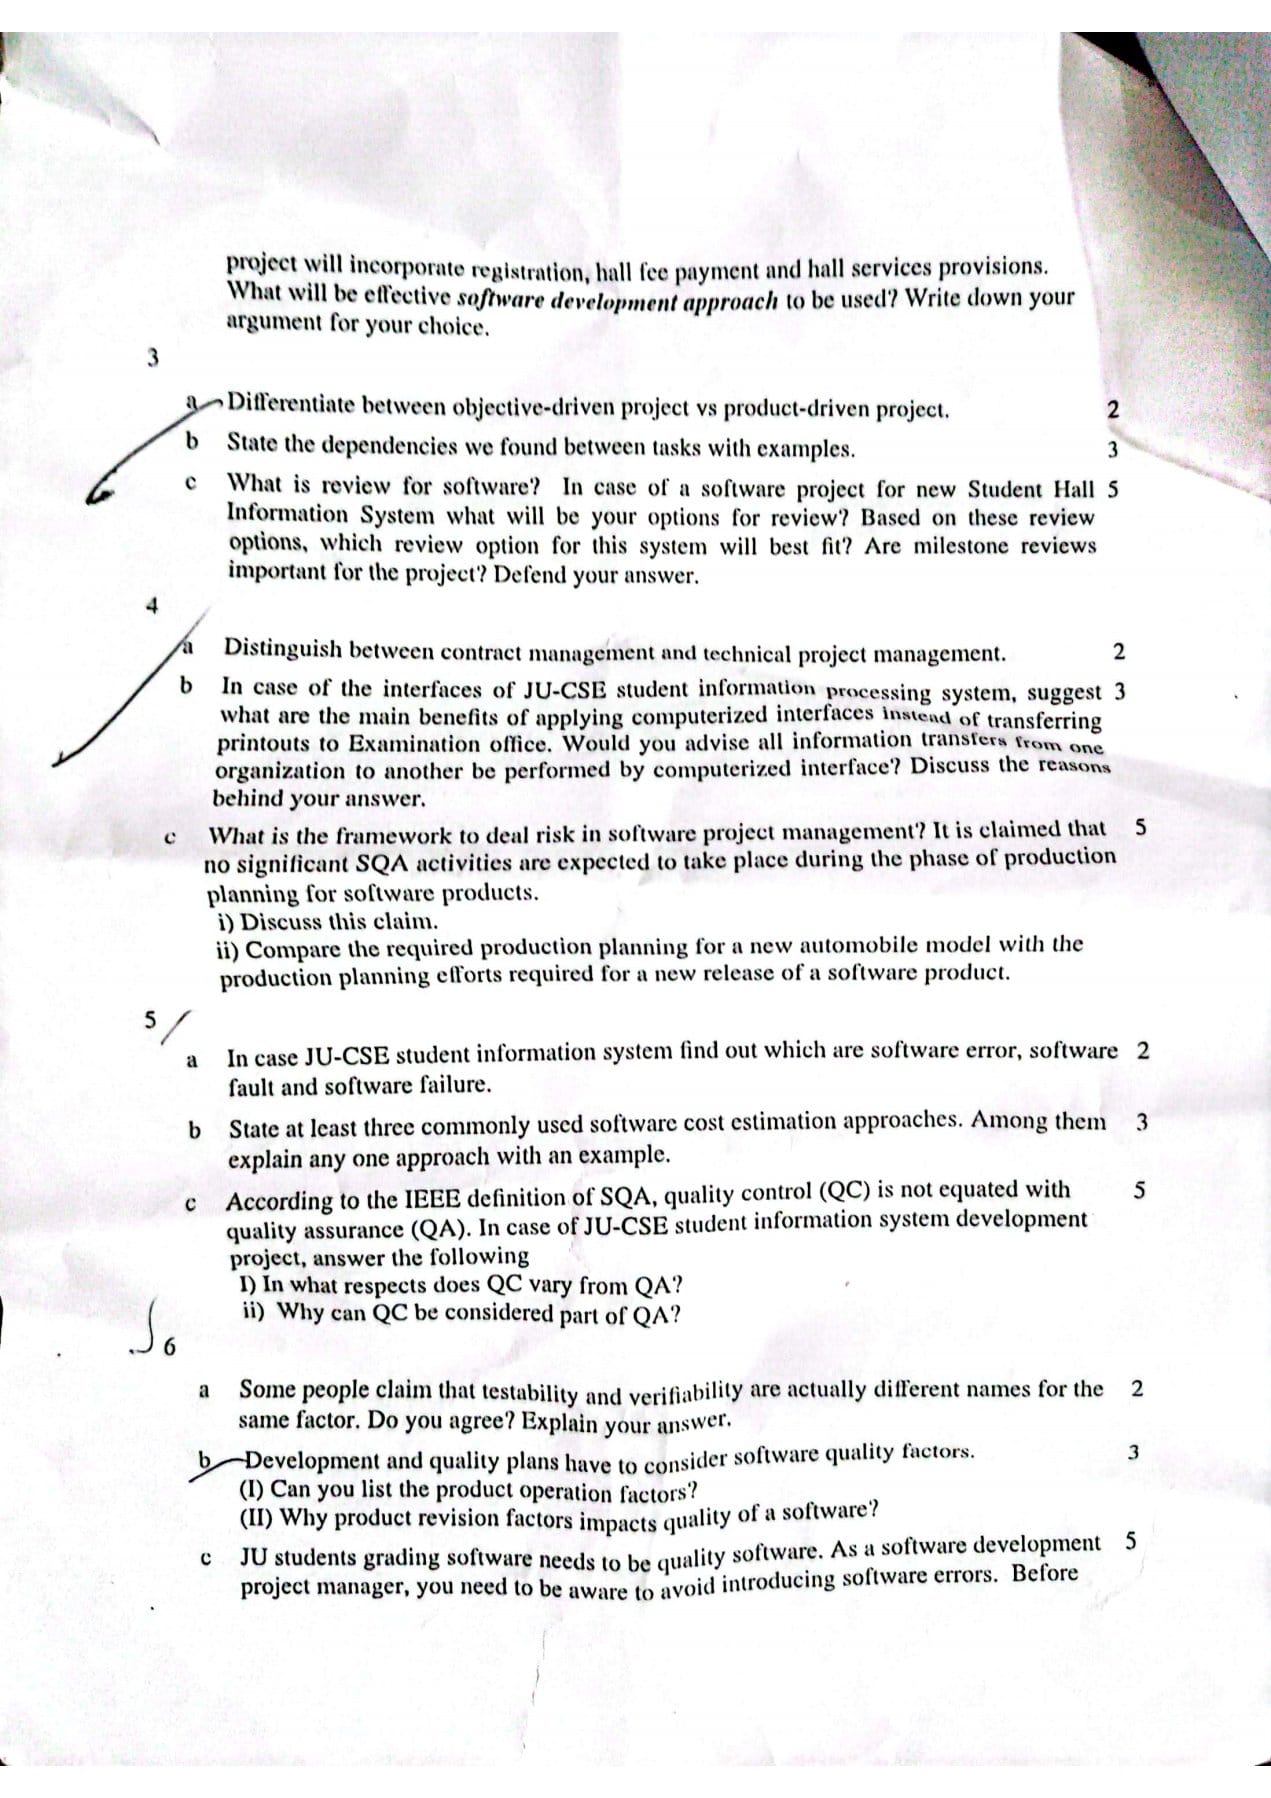 project will incorporate registration, hall fee payment and hall services provisions.
What will be effective software development approach to be used? Write down your
argument for your choice.
3
a Differentiate between objective-driven project vs product-driven project. 2
b State the dependencies we found between tasks with examples. 3
c What is review for software? In case of a software project for new Student Hall 5
Information System what will be your options for review? Based on these review
options, which review option for this system will best fit? Are milestone reviews
important for the project? Defend your answer.
4
a Distinguish between contract management and technical project management. 2
b In case of the interfaces of JU-CSE student information processing system, suggest 3
what are the main benefits of applying computerized interfaces instead of transferring
printouts to Examination office. Would you advise all information transfers from one
organization to another be performed by computerized interface? Discuss the reasons
behind your answer.
c What is the framework to deal risk in software project management? It is claimed that 5
no significant SQA activities are expected to take place during the phase of production
planning for software products.
i) Discuss this claim.
ii) Compare the required production planning for a new automobile model with the
production planning efforts required for a new release of a software product.
5
a In case JU-CSE student information system find out which are software error, software 2
fault and software failure.
b State at least three commonly used software cost estimation approaches. Among them 3
explain any one approach with an example.
c According to the IEEE definition of SQA, quality control (QC) is not equated with 5
quality assurance (QA). In case of JU-CSE student information system development
project, answer the following
I) In what respects does QC vary from QA?
ii) Why can QC be considered part of QA?
6
a Some people claim that testability and verifiability are actually different names for the 2
same factor. Do you agree? Explain your answer.
b Development and quality plans have to consider software quality factors. 3
(I) Can you list the product operation factors?
(II) Why product revision factors impacts quality of a software?
c JU students grading software needs to be quality software. As a software development 5
project manager, you need to be aware to avoid introducing software errors. Before